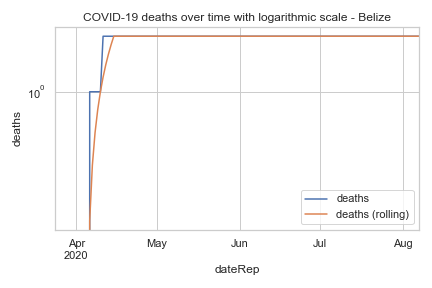 COVID-19 deaths over time with logarithmic scale - Belize
deaths
10⁰
deaths
deaths (rolling)
Apr May Jun Jul Aug
2020
dateRep